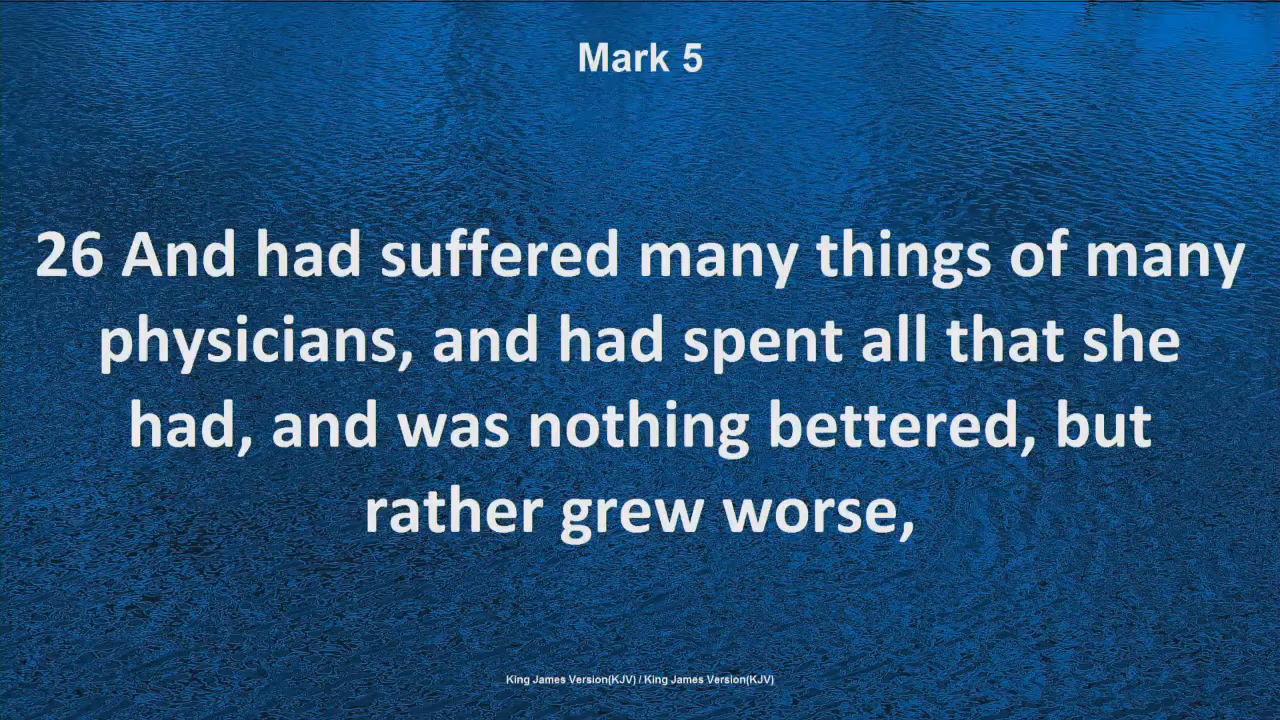 Mark 5
26 And had suffered many things of many
physicians, and had spent all that she
had, and was nothing bettered, but
rather grew worse,
King James Version(KJV) / King James Version(KJV)